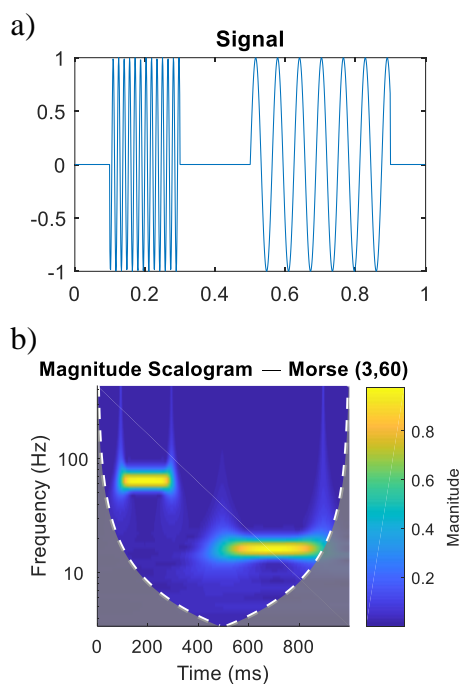 a)
Signal
1
0.5
0
-0.5
-1
0 0.2 0.4 0.6 0.8 1
b)
Magnitude Scalogram — Morse (3,60)
Frequency (Hz)
100
10
0 200 400 600 800
Time (ms)
0.8
0.6
0.4
0.2
Magnitude